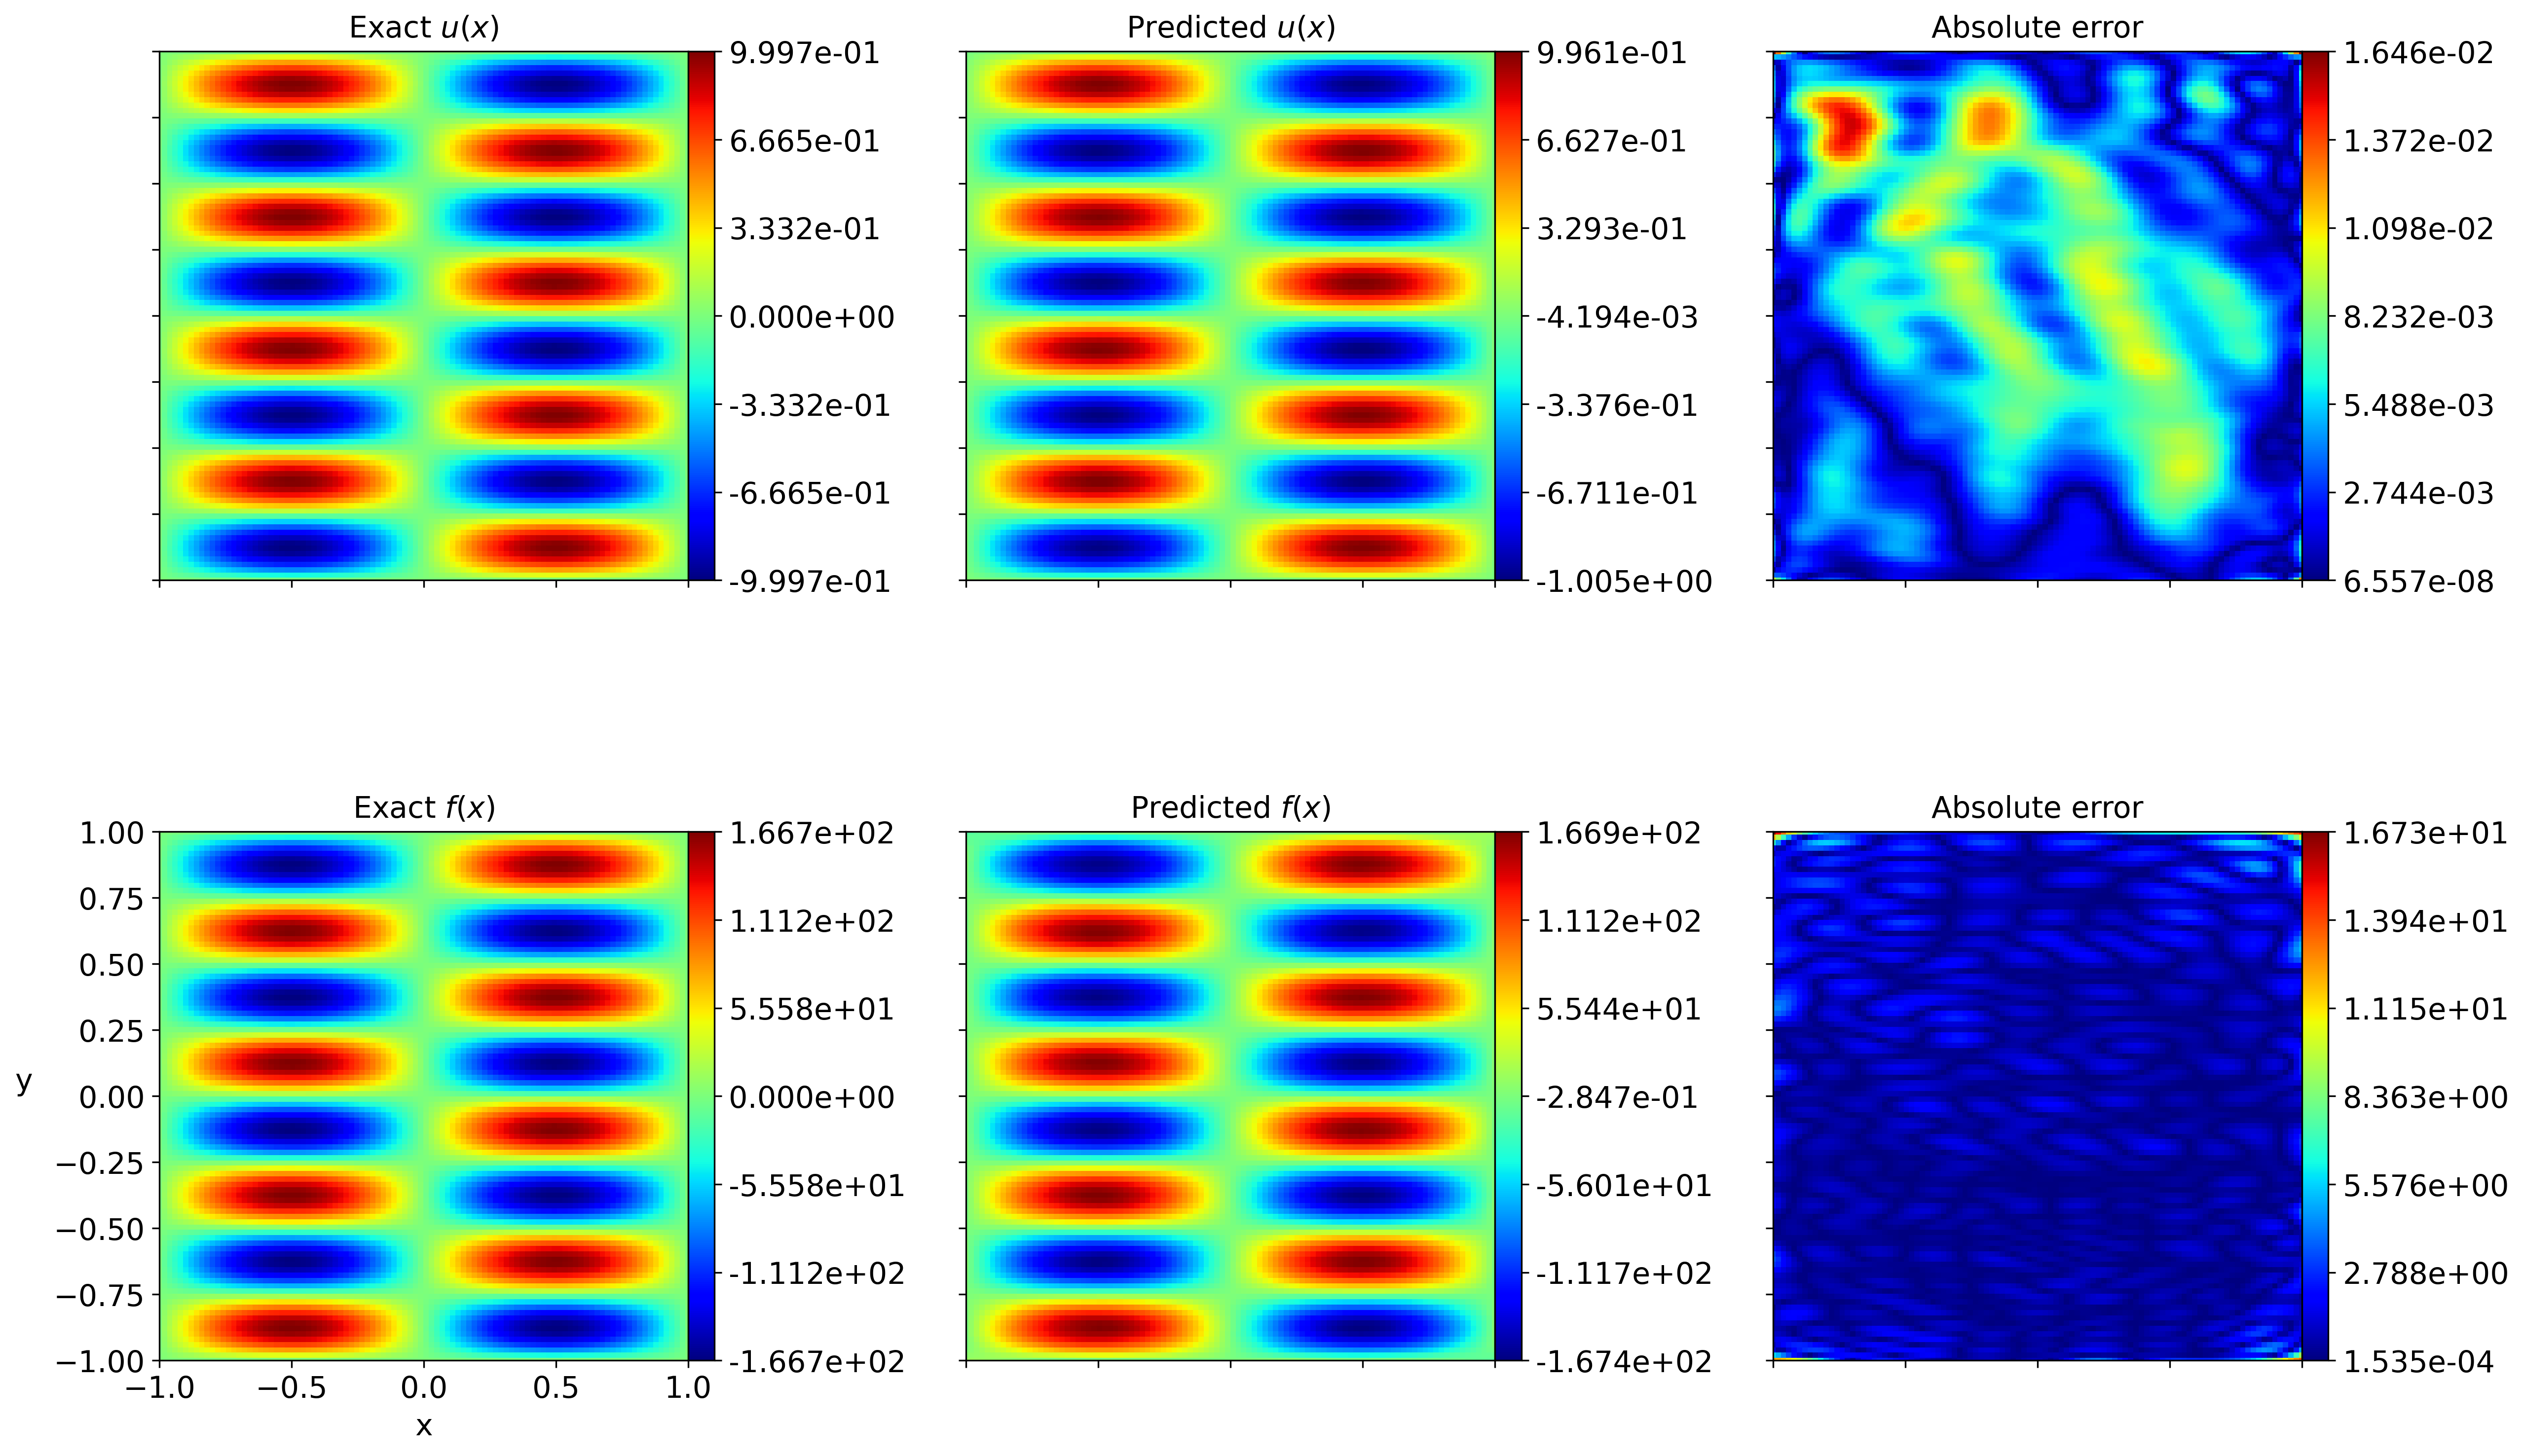 Exact u(x)
9.997e-01
6.665e-01
3.332e-01
0.000e+00
-3.332e-01
-6.665e-01
-9.997e-01
Predicted u(x)
9.961e-01
6.627e-01
3.293e-01
-4.194e-03
-3.376e-01
-6.711e-01
-1.005e+00
Absolute error
1.646e-02
1.372e-02
1.098e-02
8.232e-03
5.488e-03
2.744e-03
6.557e-08
Exact f(x)
y
1.00
0.75
0.50
0.25
0.00
−0.25
−0.50
−0.75
−1.00
−1.0 −0.5 0.0 0.5 1.0
x
1.667e+02
1.112e+02
5.558e+01
0.000e+00
-5.558e+01
-1.112e+02
-1.667e+02
Predicted f(x)
1.669e+02
1.112e+02
5.544e+01
-2.847e-01
-5.601e+01
-1.117e+02
-1.674e+02
Absolute error
1.673e+01
1.394e+01
1.115e+01
8.363e+00
5.576e+00
2.788e+00
1.535e-04